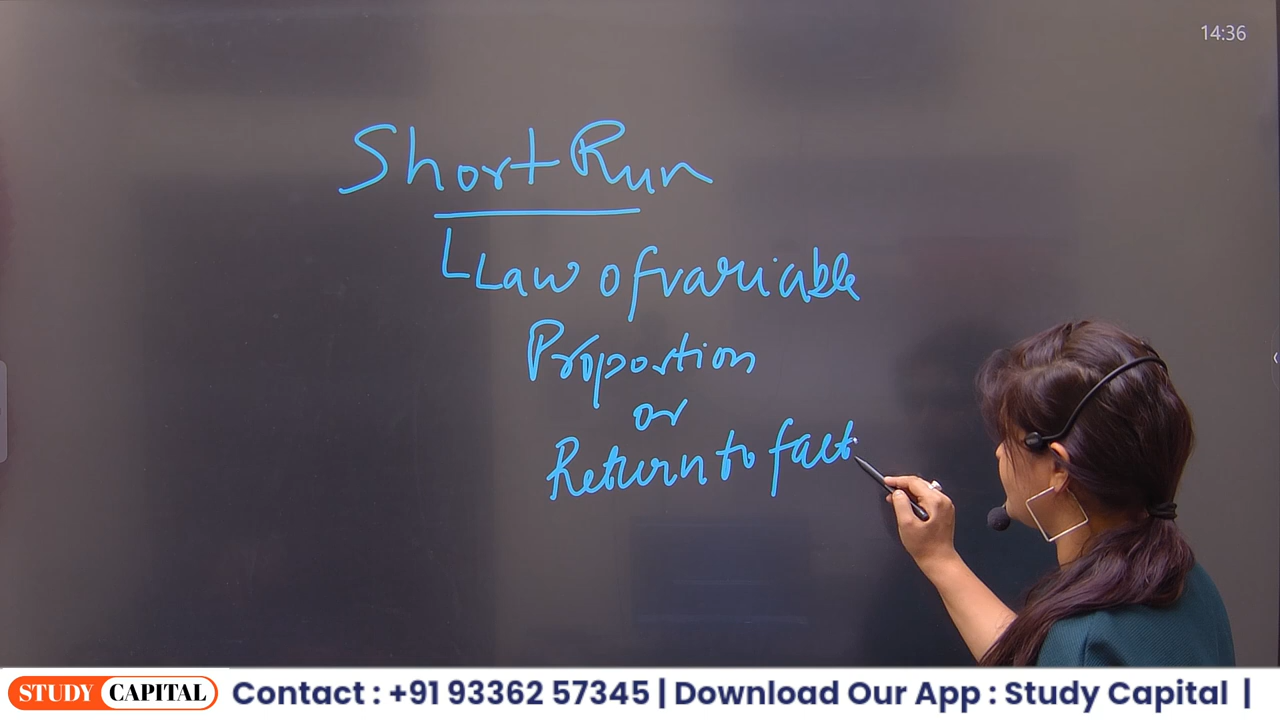 14:36
Short Run
Law of variable
Proportion
or
Return to fact
STUDY CAPITAL Contact : +91 93362 57345 | Download Our App : Study Capital |